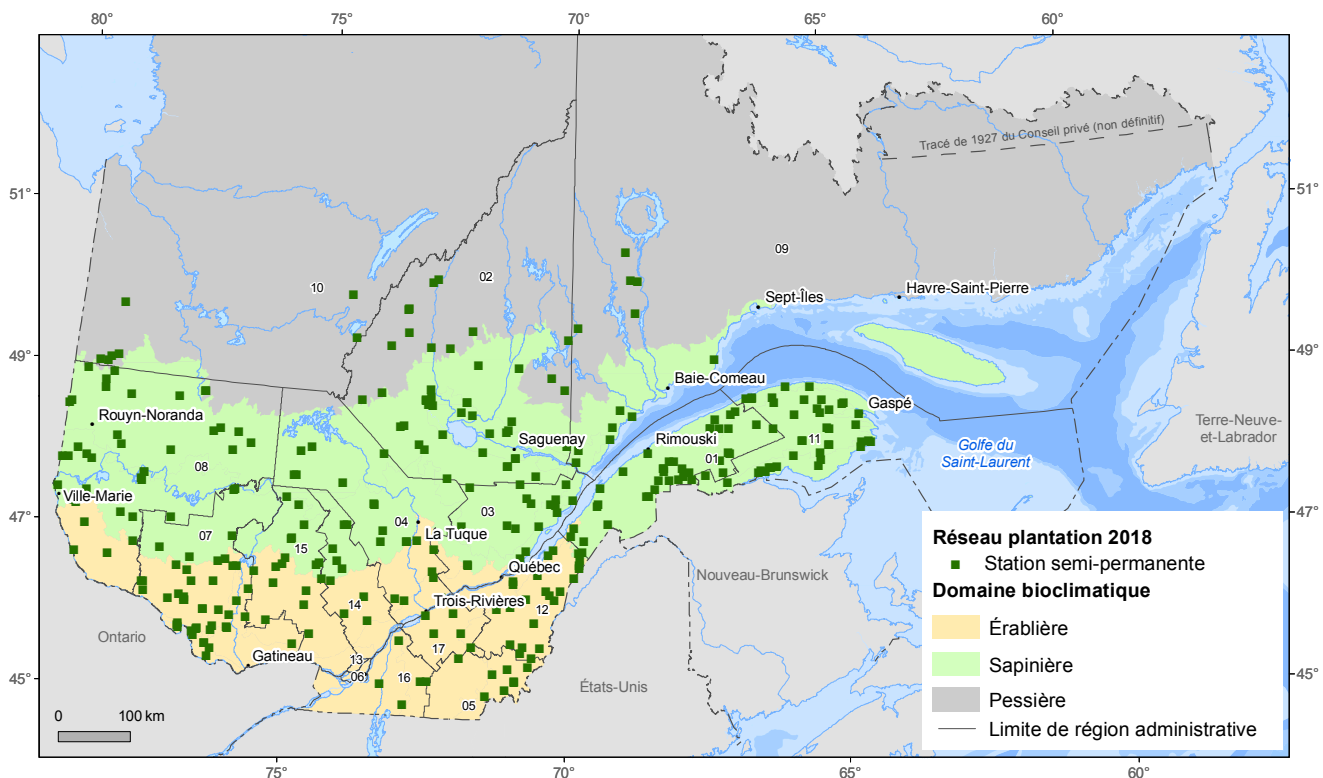 80° 75° 70° 65° 60°
Tracé de 1927 du Conseil privé (non définitif)
51° 51°
09
02
10
Havre-Saint-Pierre
Sept-Îles
49° 49°
Baie-Comeau
Rouyn-Noranda
Gaspé
Terre-Neuve-
et-Labrador
Saguenay
Rimouski
11
Golfe du
Saint-Laurent
01
08
Ville-Marie
47° 47°
04
03
La Tuque
07
15
Québec
Nouveau-Brunswick
14
Trois-Rivières
12
Ontario
17
Gatineau
13
06
16
45° 45°
États-Unis
05
0 100 km
Réseau plantation 2018
Station semi-permanente
Domaine bioclimatique
Érablière
Sapinière
Pessière
Limite de région administrative
75° 70° 65° 60°